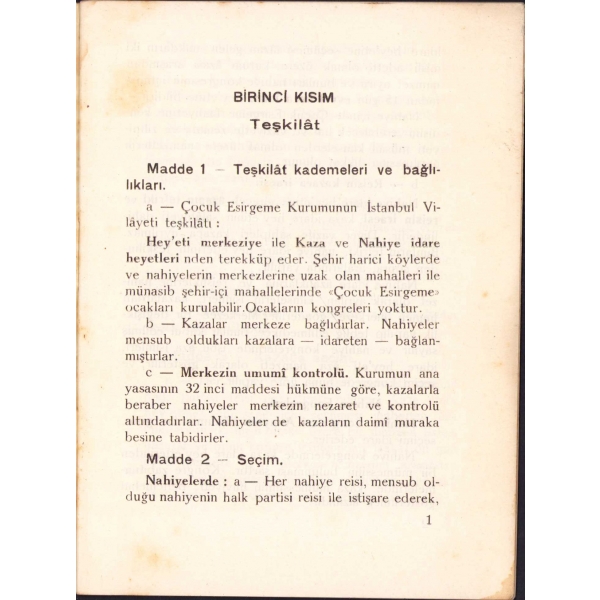 BİRİNCİ KISIM
Teşkilât
Madde 1 — Teşkilât kademeleri ve bağlı-
lıkları.
a — Çocuk Esirgeme Kurumunun İstanbul Vi-
lâyeti teşkilâtı :
Hey'eti merkeziye ile Kaza ve Nahiye idare
heyetleri nden terekküp eder. Şehir harici köylerde
ve nahiyelerin merkezlerine uzak olan mahalleri ile
münasib şehir-içi mahallelerinde «Çocuk Esirgeme»
ocakları kurulabilir.Ocakların kongreleri yoktur.
b — Kazalar merkeze bağlıdırlar. Nahiyeler
mensub oldukları kazalara — idareten — bağlan-
mıştırlar.
c — Merkezin umumî kontrolü. Kurumun ana
yasasının 32 inci maddesi hükmüne göre, kazalarla
beraber nahiyeler merkezin nezaret ve kontrolü
altındadırlar. Nahiyeler de kazaların daimî muraka
besine tabidirler.
Madde 2 — Seçim.
Nahiyelerde : a — Her nahiye reisi, mensub ol-
duğu nahiyenin halk partisi reisi ile istişare ederek,
1